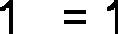 1 = 1